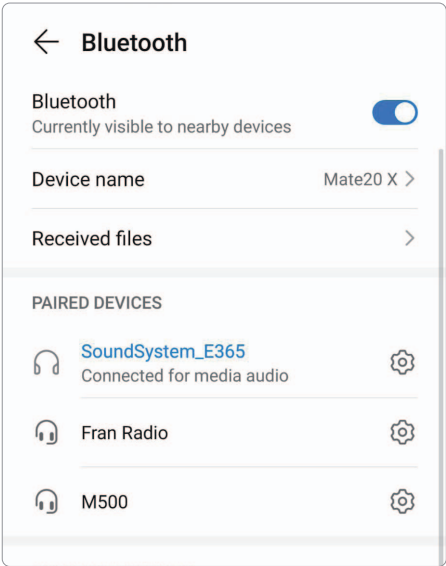 Bluetooth
Bluetooth
Currently visible to nearby devices
Device name
Mate20 X
Received files
PAIRED DEVICES
SoundSystem_E365
Connected for media audio
Fran Radio
M500